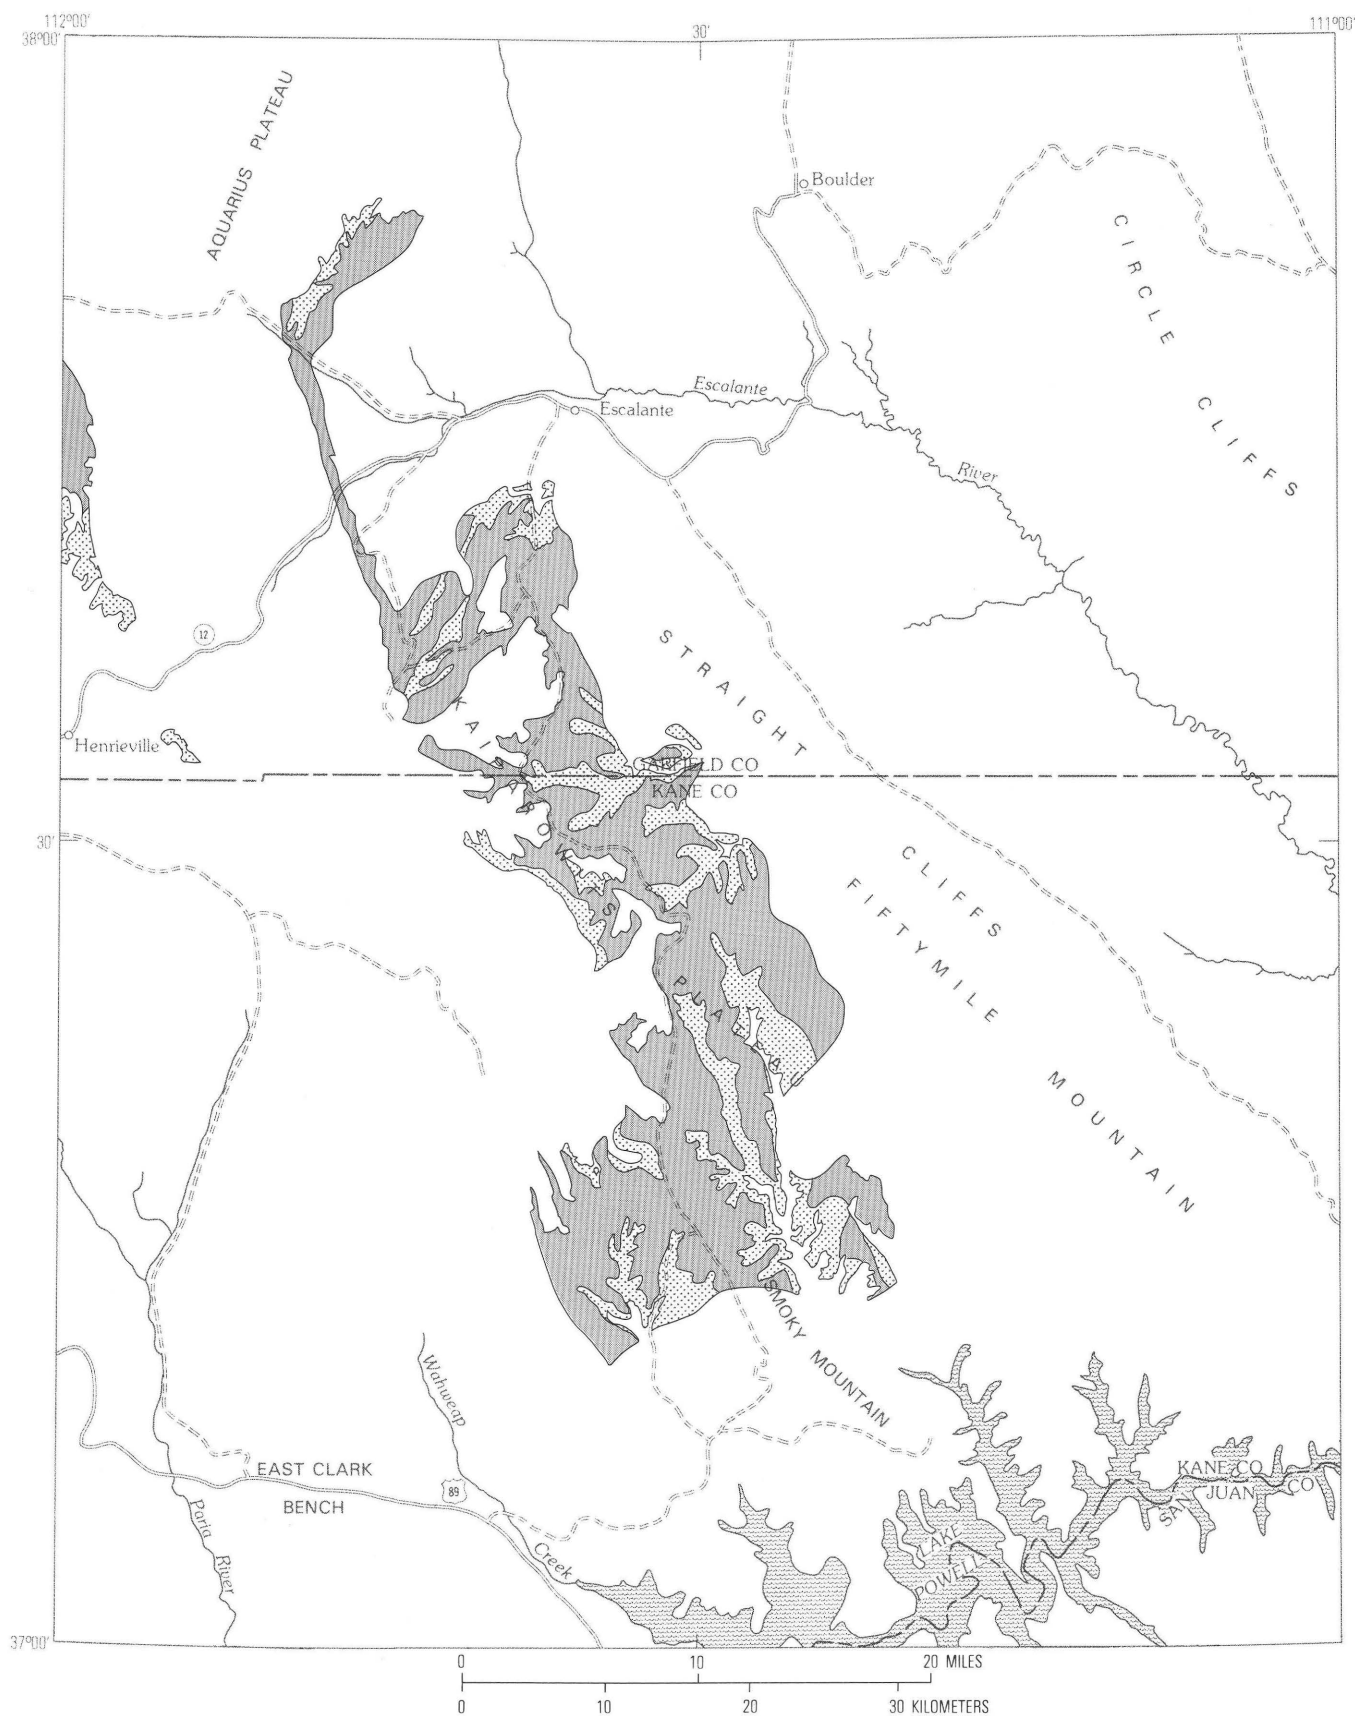 112°00'
30'
111°00'
38°00'
AQUARIUS PLATEAU
Boulder
CIRCLE CLIFFS
Escalante
Escalante
River
12
STRAIGHT
CLIFFS
Henrieville
KAIPAROWITS
PLATEAU
GARFIELD CO
KANE CO
30'
FIFTYMILE
MOUNTAIN
SMOKY MOUNTAIN
Wahweap
Creek
EAST CLARK
BENCH
89
Paria
River
KANE CO
SAN JUAN CO
LAKE
POWELL
37°00'
0 10 20 MILES
0 10 20 30 KILOMETERS